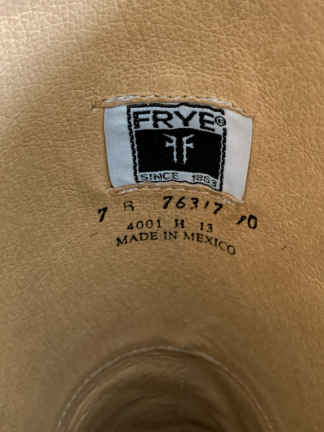 FRYE®
SINCE 1863
7 B 76317 10
4001 H 13
MADE IN MEXICO